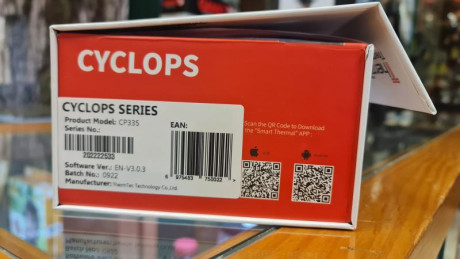 CYCLOPS
CYCLOPS SERIES
Product Model: CP335
Series No.:
EAN:
Software Ver.: EN-V3.0.3
Batch No.: 0822
Manufacturer: ThermTec Technology Co.,Ltd.
Scan the QR Code to Download
the "Smart Thermal" APP: